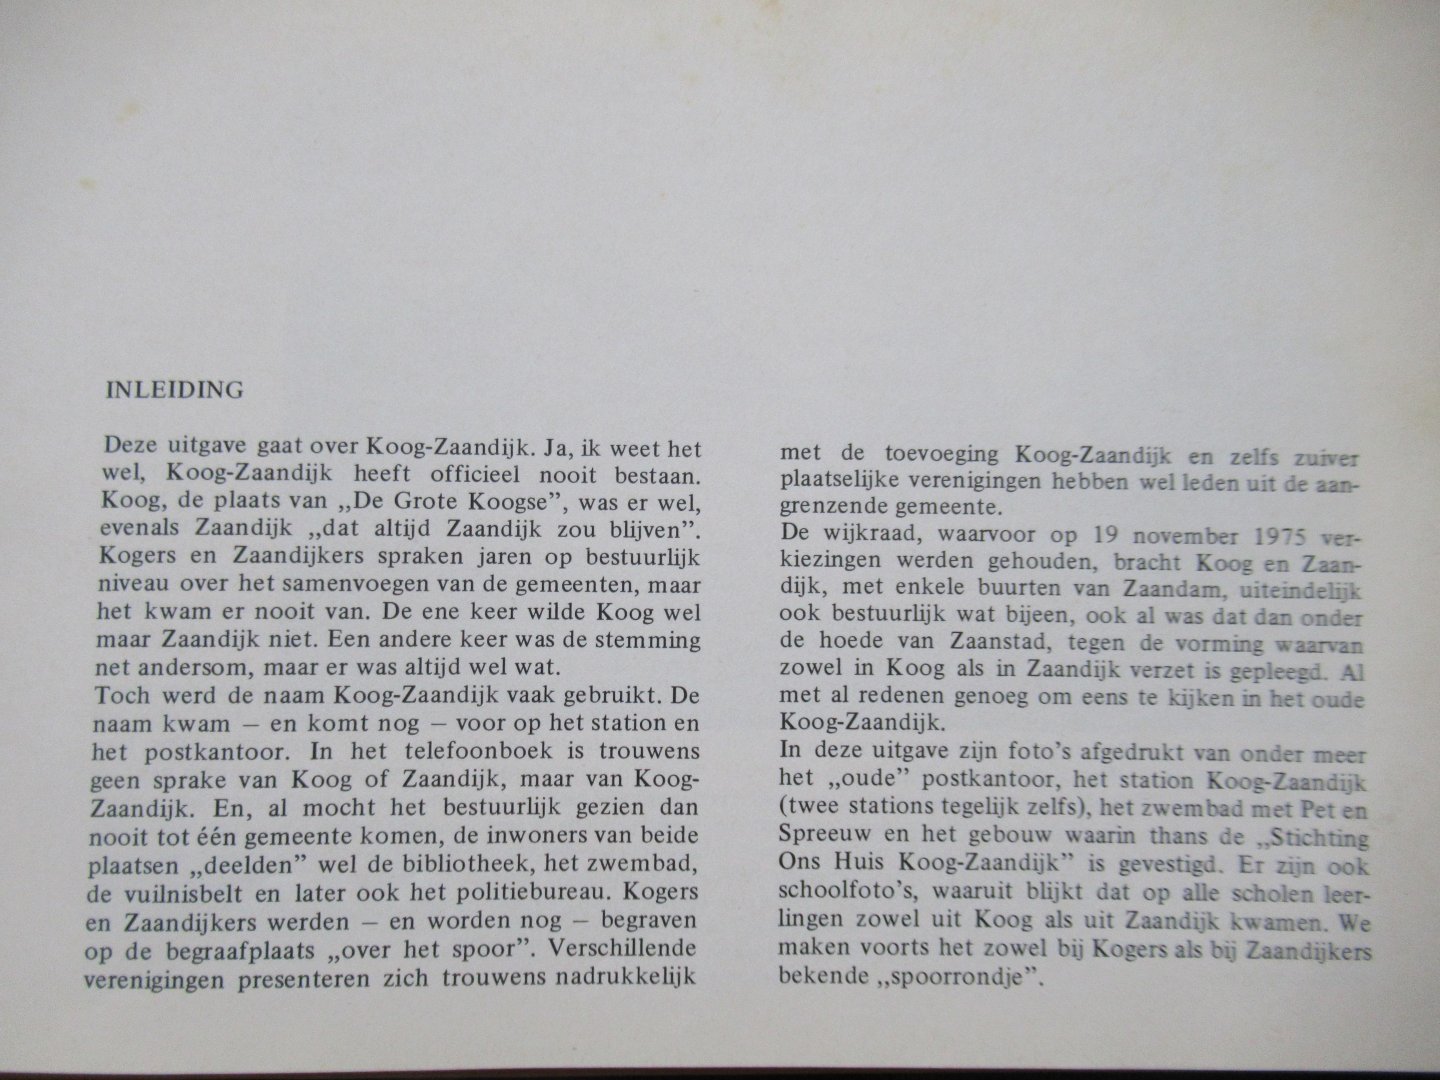 INLEIDING
Deze uitgave gaat over Koog-Zaandijk. Ja, ik weet het
wel, Koog-Zaandijk heeft officieel nooit bestaan.
Koog, de plaats van „De Grote Koogse”, was er wel,
evenals Zaandijk „dat altijd Zaandijk zou blijven”.
Kogers en Zaandijkers spraken jaren op bestuurlijk
niveau over het samenvoegen van de gemeenten, maar
het kwam er nooit van. De ene keer wilde Koog wel
maar Zaandijk niet. Een andere keer was de stemming
net andersom, maar er was altijd wel wat.
Toch werd de naam Koog-Zaandijk vaak gebruikt. De
naam kwam – en komt nog – voor op het station en
het postkantoor. In het telefoonboek is trouwens
geen sprake van Koog of Zaandijk, maar van Koog-
Zaandijk. En, al mocht het bestuurlijk gezien dan
nooit tot één gemeente komen, de inwoners van beide
plaatsen „deelden” wel de bibliotheek, het zwembad,
de vuilnisbelt en later ook het politiebureau. Kogers
en Zaandijkers werden – en worden nog – begraven
op de begraafplaats „over het spoor”. Verschillende
verenigingen presenteren zich trouwens nadrukkelijk
met de toevoeging Koog-Zaandijk en zelfs zuiver
plaatselijke verenigingen hebben wel leden uit de aan-
grenzende gemeente.
De wijkraad, waarvoor op 19 november 1975 ver-
kiezingen werden gehouden, bracht Koog en Zaan-
dijk, met enkele buurten van Zaandam, uiteindelijk
ook bestuurlijk wat bijeen, ook al was dat dan onder
de hoede van Zaanstad, tegen de vorming waarvan
zowel in Koog als in Zaandijk verzet is gepleegd. Al
met al redenen genoeg om eens te kijken in het oude
Koog-Zaandijk.
In deze uitgave zijn foto's afgedrukt van onder meer
het „oude” postkantoor, het station Koog-Zaandijk
(twee stations tegelijk zelfs), het zwembad met Pet en
Spreeuw en het gebouw waarin thans de „Stichting
Ons Huis Koog-Zaandijk” is gevestigd. Er zijn ook
schoolfoto's, waaruit blijkt dat op alle scholen leer-
lingen zowel uit Koog als uit Zaandijk kwamen. We
maken voorts het zowel bij Kogers als bij Zaandijkers
bekende „spoorrondje”.